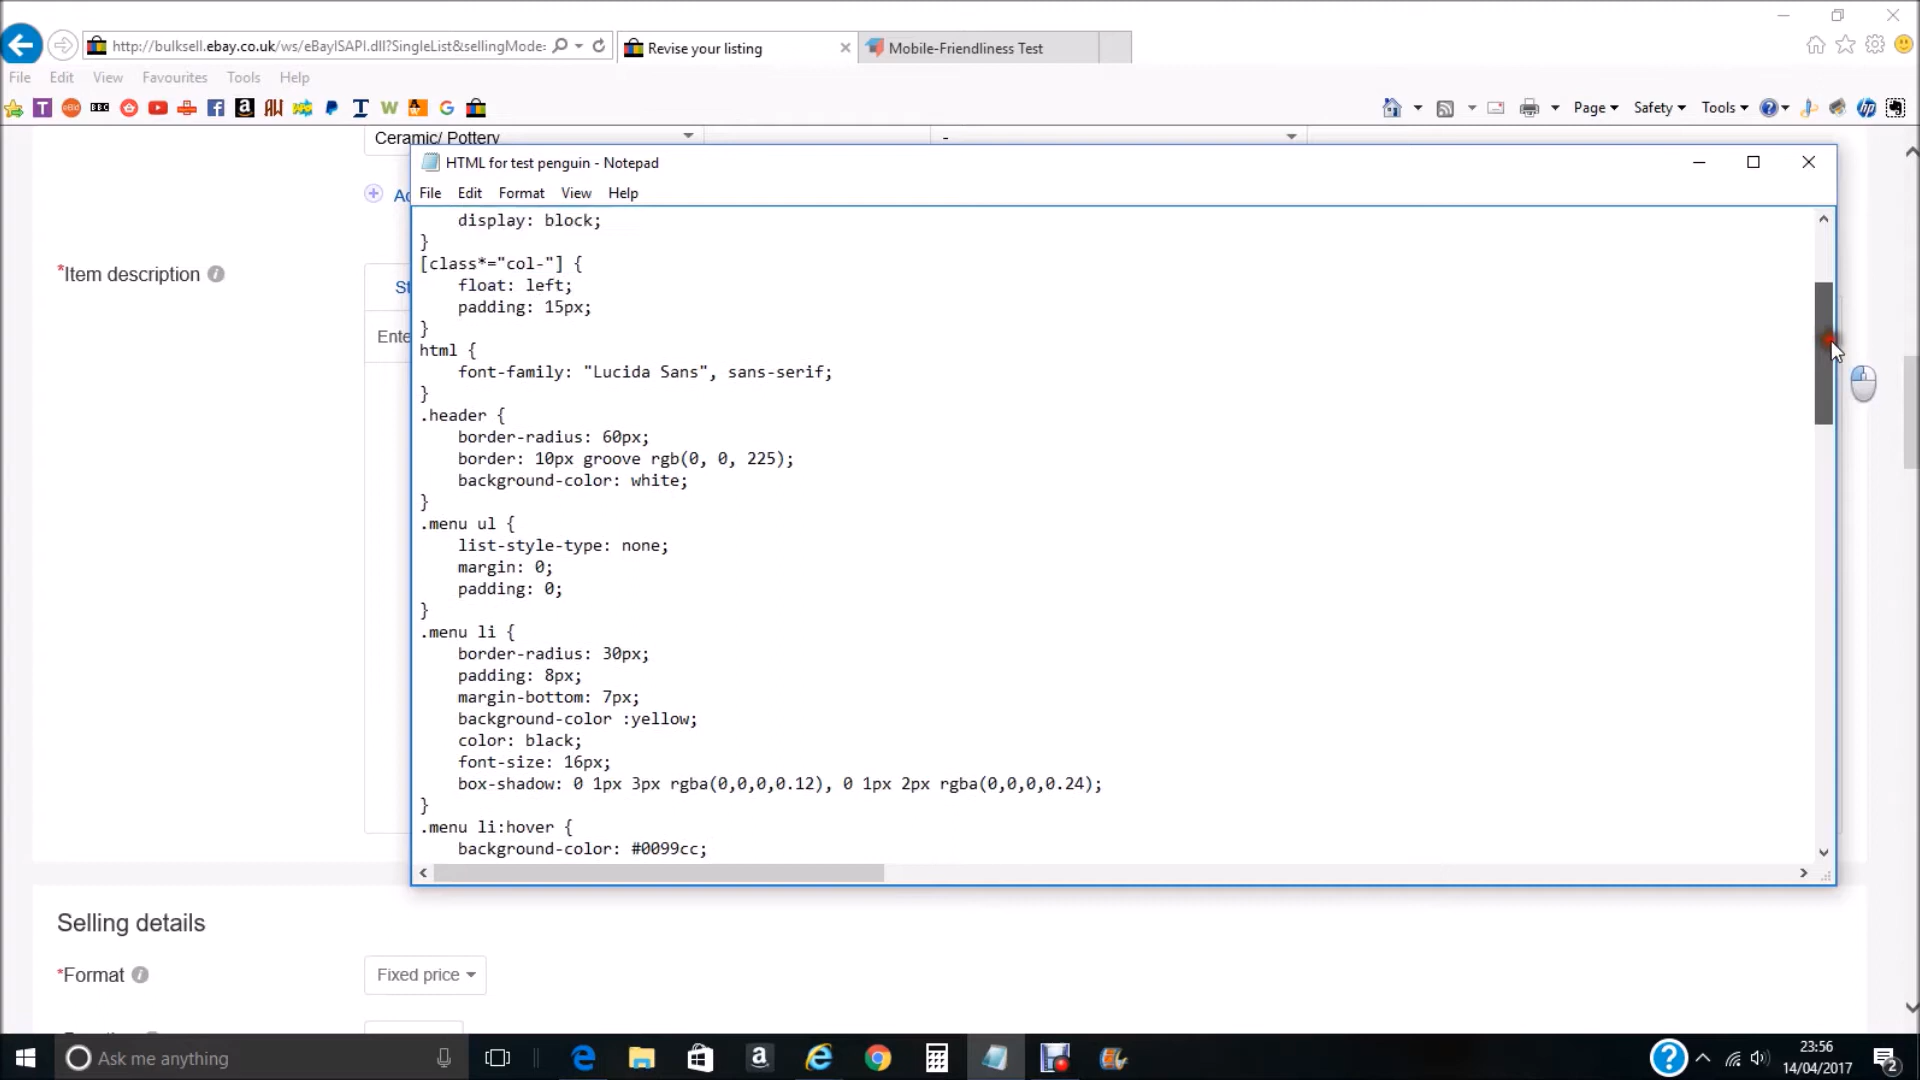 http://bulksell.ebay.co.uk/ws/eBayISAPI.dll?SingleList&sellingMode=
Revise your listing
Mobile-Friendliness Test
File Edit View Favourites Tools Help
Page Safety Tools
Ceramic/ Pottery
-
HTML for test penguin - Notepad
File Edit Format View Help
display: block;
}
[class*="col-"] {
float: left;
padding: 15px;
}
html {
font-family: "Lucida Sans", sans-serif;
}
.header {
border-radius: 60px;
border: 10px groove rgb(0, 0, 225);
background-color: white;
}
.menu ul {
list-style-type: none;
margin: 0;
padding: 0;
}
.menu li {
border-radius: 30px;
padding: 8px;
margin-bottom: 7px;
background-color :yellow;
color: black;
font-size: 16px;
box-shadow: 0 1px 3px rgba(0,0,0,0.12), 0 1px 2px rgba(0,0,0,0.24);
}
.menu li:hover {
background-color: #0099cc;
*Item description
Selling details
*Format
Fixed price
Ask me anything
23:56
14/04/2017
2